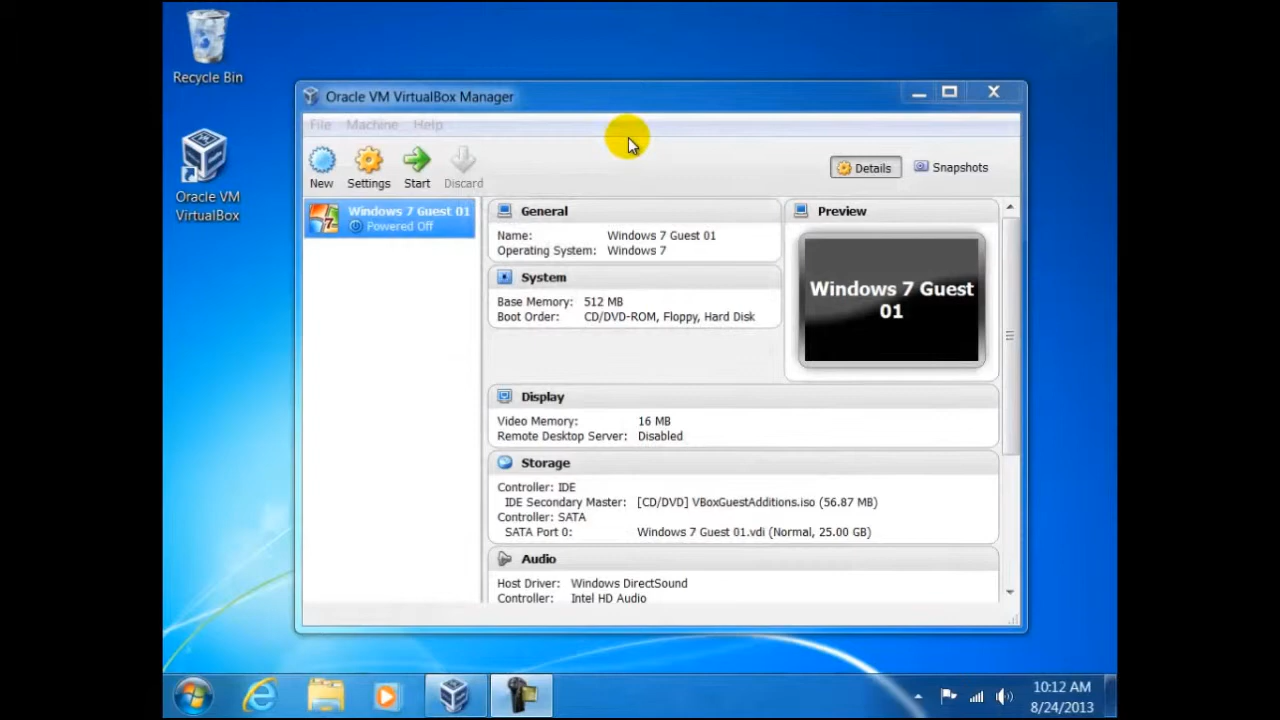 Recycle Bin
Oracle VM
VirtualBox
Oracle VM VirtualBox Manager
File Machine Help
New Settings Start Discard
Details Snapshots
Windows 7 Guest 01
Powered Off
General
Name: Windows 7 Guest 01
Operating System: Windows 7
System
Base Memory: 512 MB
Boot Order: CD/DVD-ROM, Floppy, Hard Disk
Preview
Windows 7 Guest
01
Display
Video Memory: 16 MB
Remote Desktop Server: Disabled
Storage
Controller: IDE
IDE Secondary Master: [CD/DVD] VBoxGuestAdditions.iso (56.87 MB)
Controller: SATA
SATA Port 0: Windows 7 Guest 01.vdi (Normal, 25.00 GB)
Audio
Host Driver: Windows DirectSound
Controller: Intel HD Audio
10:12 AM
8/24/2013